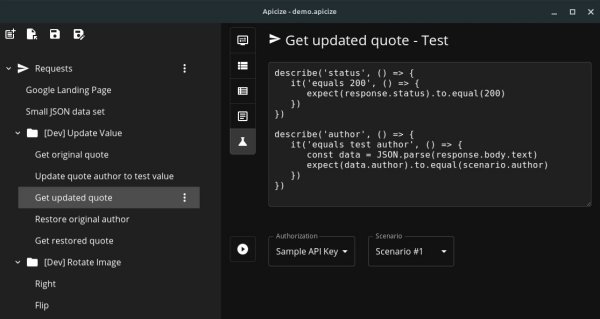 Apicize - demo.apicize
Requests
Google Landing Page
Small JSON data set
[Dev] Update Value
Get original quote
Update quote author to test value
Get updated quote
Restore original author
Get restored quote
[Dev] Rotate Image
Right
Flip
Get updated quote - Test
describe('status', () => {
   it('equals 200', () => {
      expect(response.status).to.equal(200)
   })
})

describe('author', () => {
   it('equals test author', () => {
      const data = JSON.parse(response.body.text)
      expect(data.author).to.equal(scenario.author)
   })
})
Authorization
Sample API Key
Scenario
Scenario #1